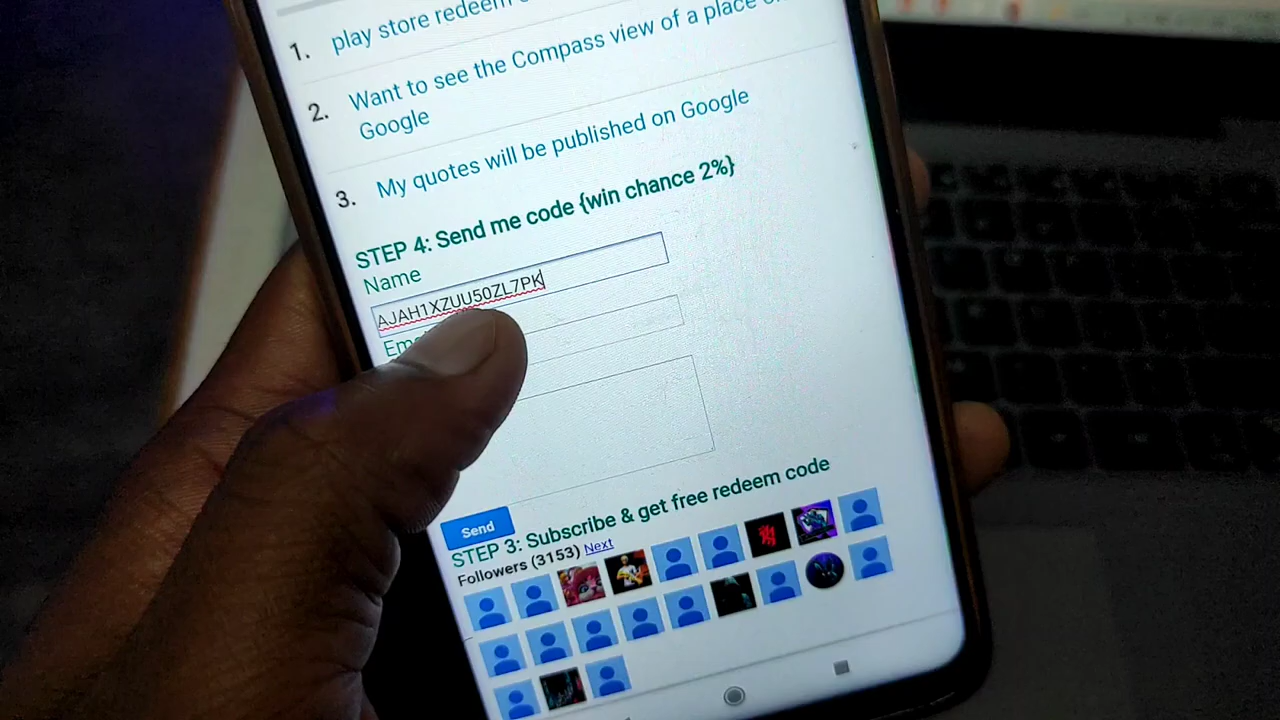 1. play store redeem
2. Want to see the Compass view of a place
Google
3. My quotes will be published on Google
STEP 4: Send me code {win chance 2%}
Name
AJAH1XZUU50ZL7PK
Send
STEP 3: Subscribe & get free redeem code
Followers (3153) Next